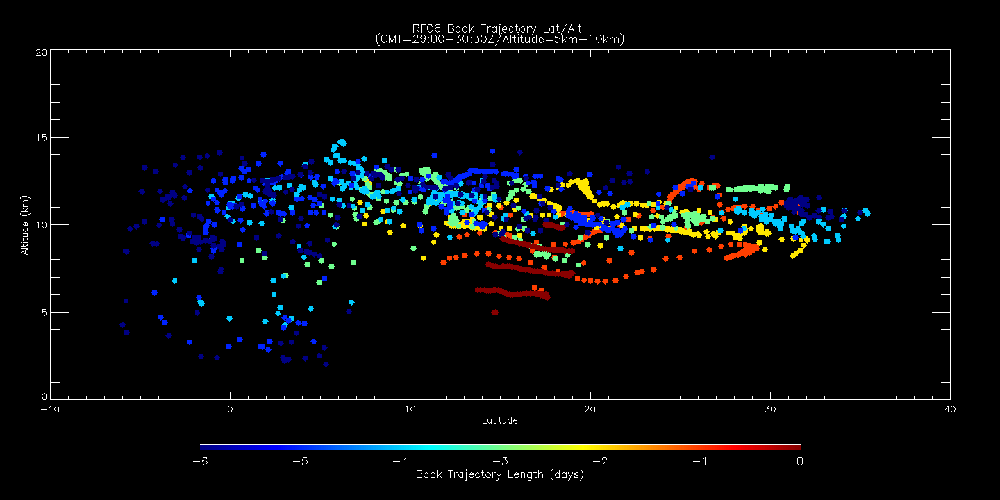 RF06 Back Trajectory Lat/Alt
(GMT=29:00-30:30Z/Altitude=5km-10km)
20
15
10
5
0
Altitude (km)
-10 0 10 20 30 40
Latitude
-6 -5 -4 -3 -2 -1 0
Back Trajectory Length (days)